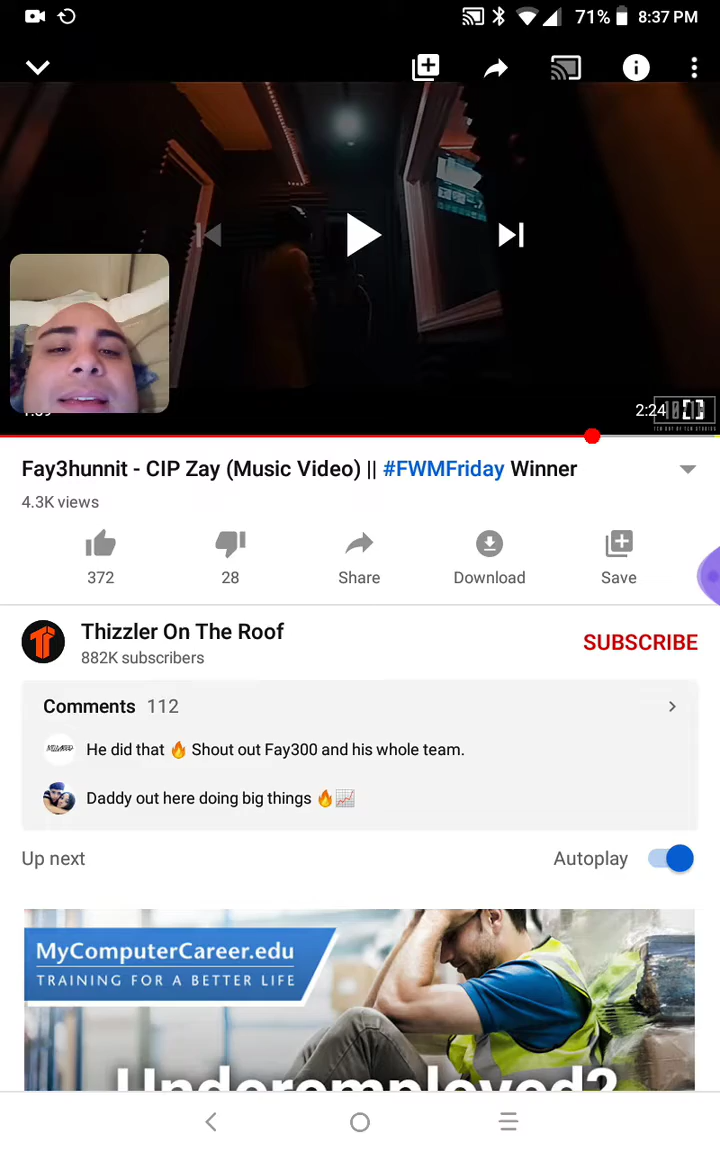 71% 8:37 PM
2:24
Fay3hunnit - CIP Zay (Music Video) || #FWMFriday Winner
4.3K views
372
28
Share
Download
Save
Thizzler On The Roof
882K subscribers
SUBSCRIBE
Comments 112
He did that 🔥 Shout out Fay300 and his whole team.
Daddy out here doing big things 🔥📈
Up next
Autoplay
MyComputerCareer.edu
TRAINING FOR A BETTER LIFE
Underemployed?